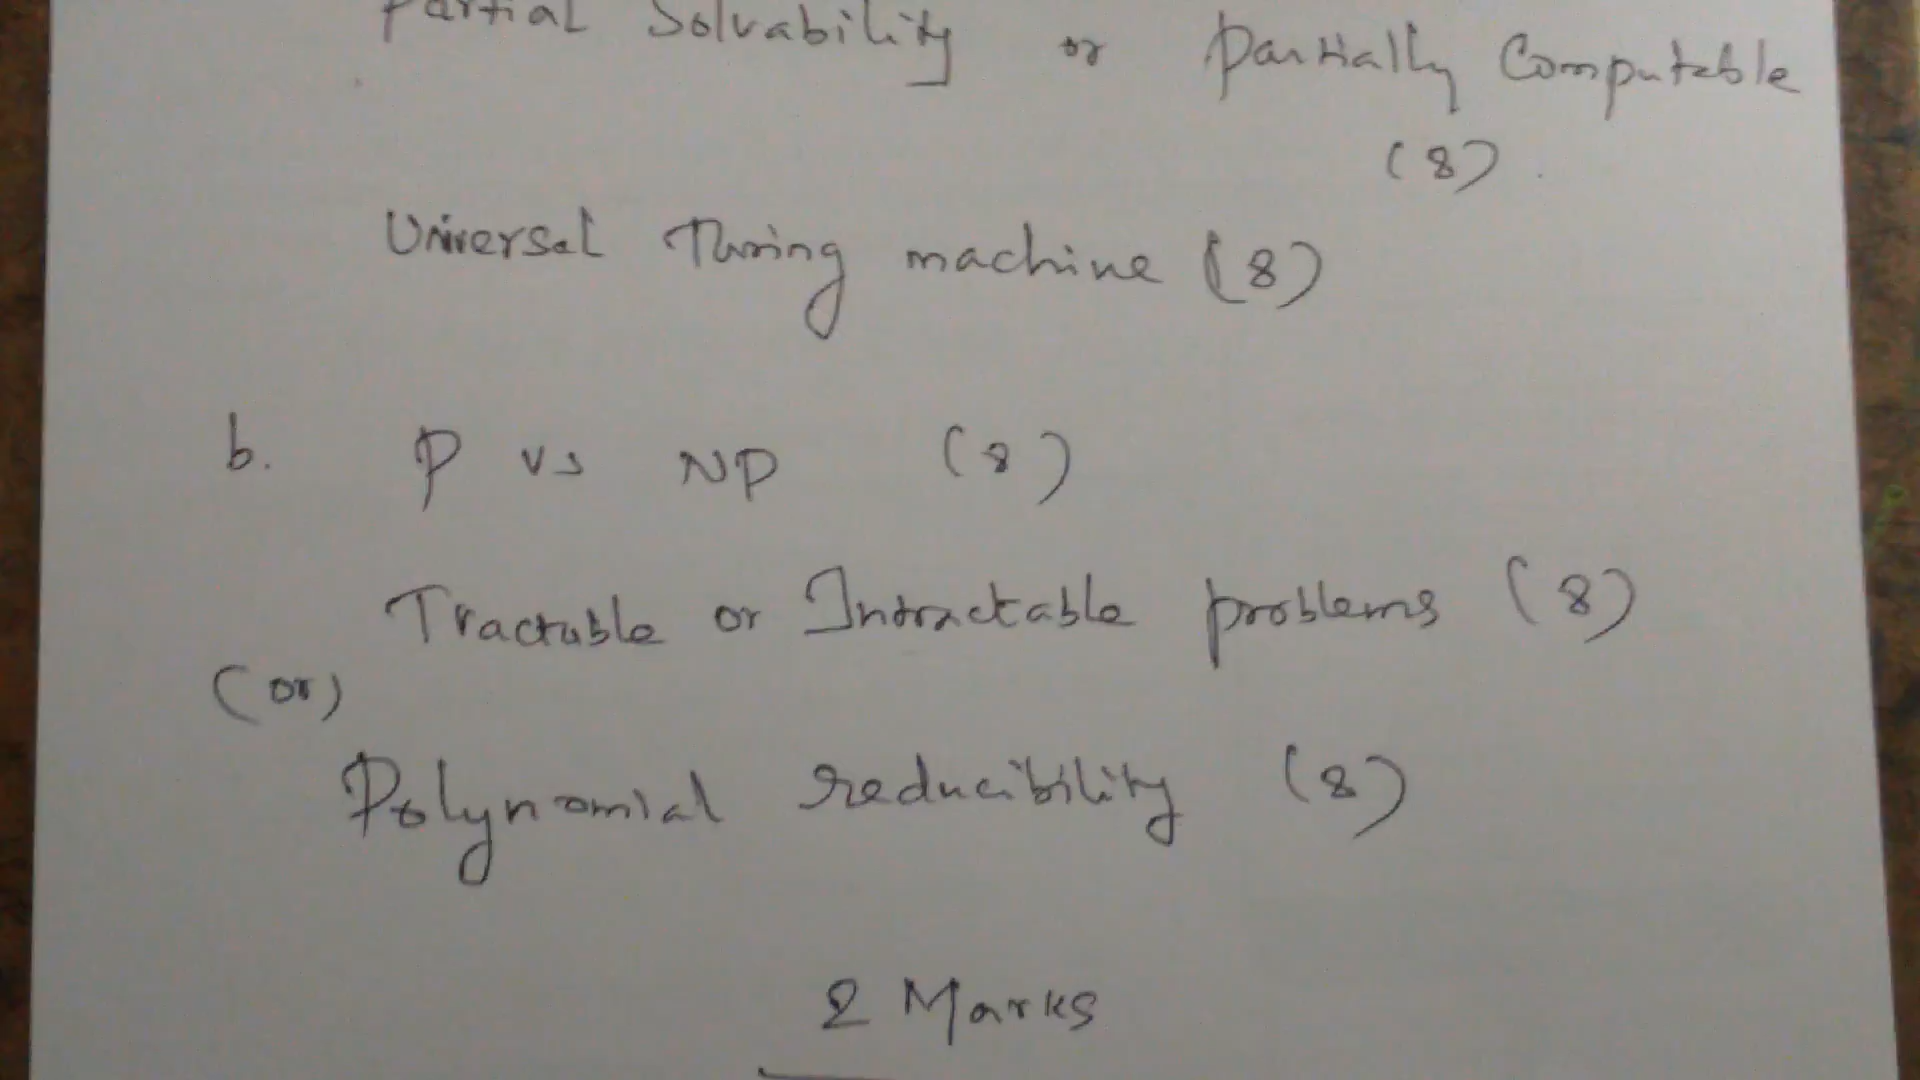 Partial Solvability or Partially Computable
(8)
Universal Turing machine (8)
b. P vs NP (8)
Tractable or Intractable problems (8)
(or)
Polynomial reducibility (8)
2 Marks